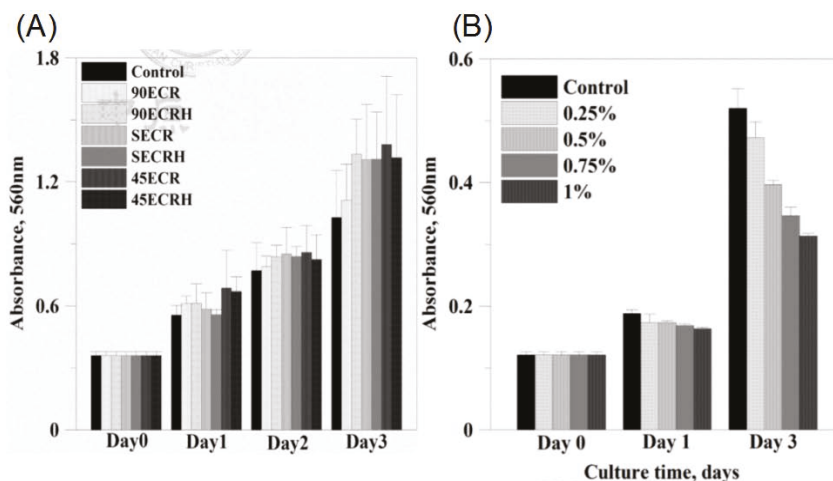 (A)
(B)
1.8
1.2
0.6
0
Absorbance, 560nm
Control
90ECR
90ECRH
SECR
SECRH
45ECR
45ECRH
Day0
Day1
Day2
Day3
0.6
0.4
0.2
0
Absorbance, 560nm
Control
0.25%
0.5%
0.75%
1%
Day 0
Day 1
Day 3
Culture time, days